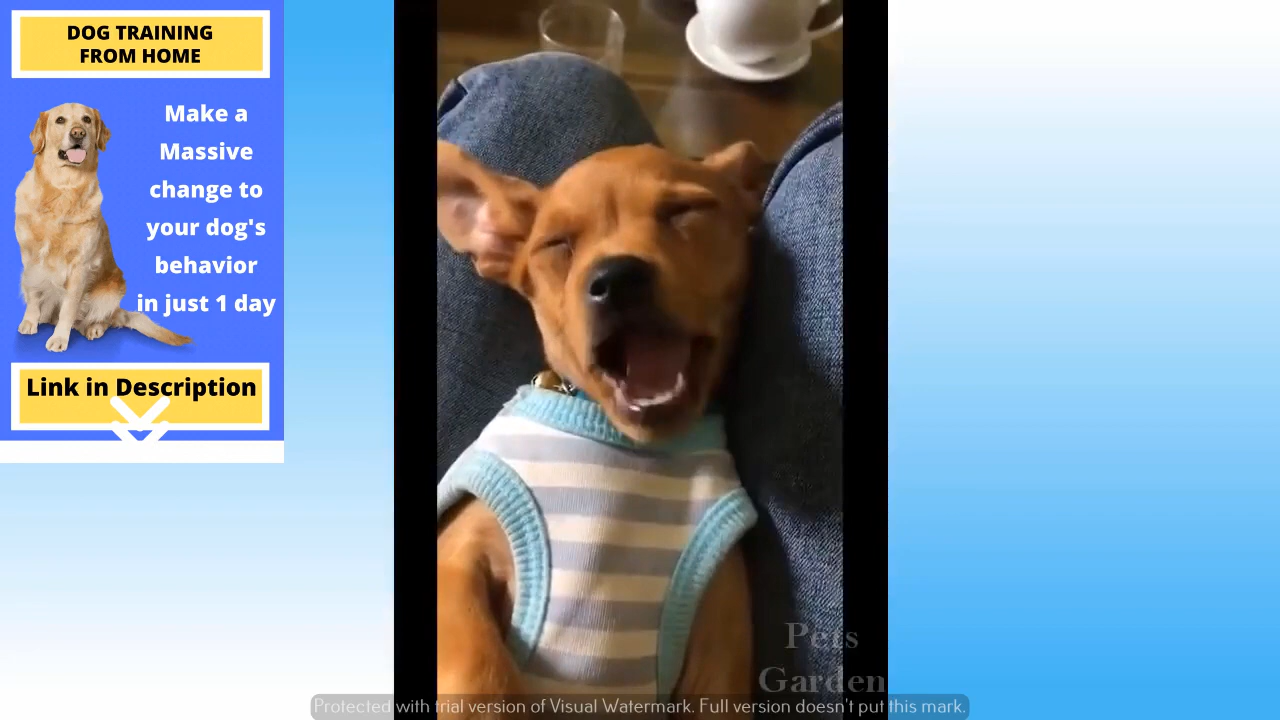 DOG TRAINING
FROM HOME
Make a
Massive
change to
your dog's
behavior
in just 1 day
Link in Description
Pets
Garden
Protected with trial version of Visual Watermark. Full version doesn't put this mark.